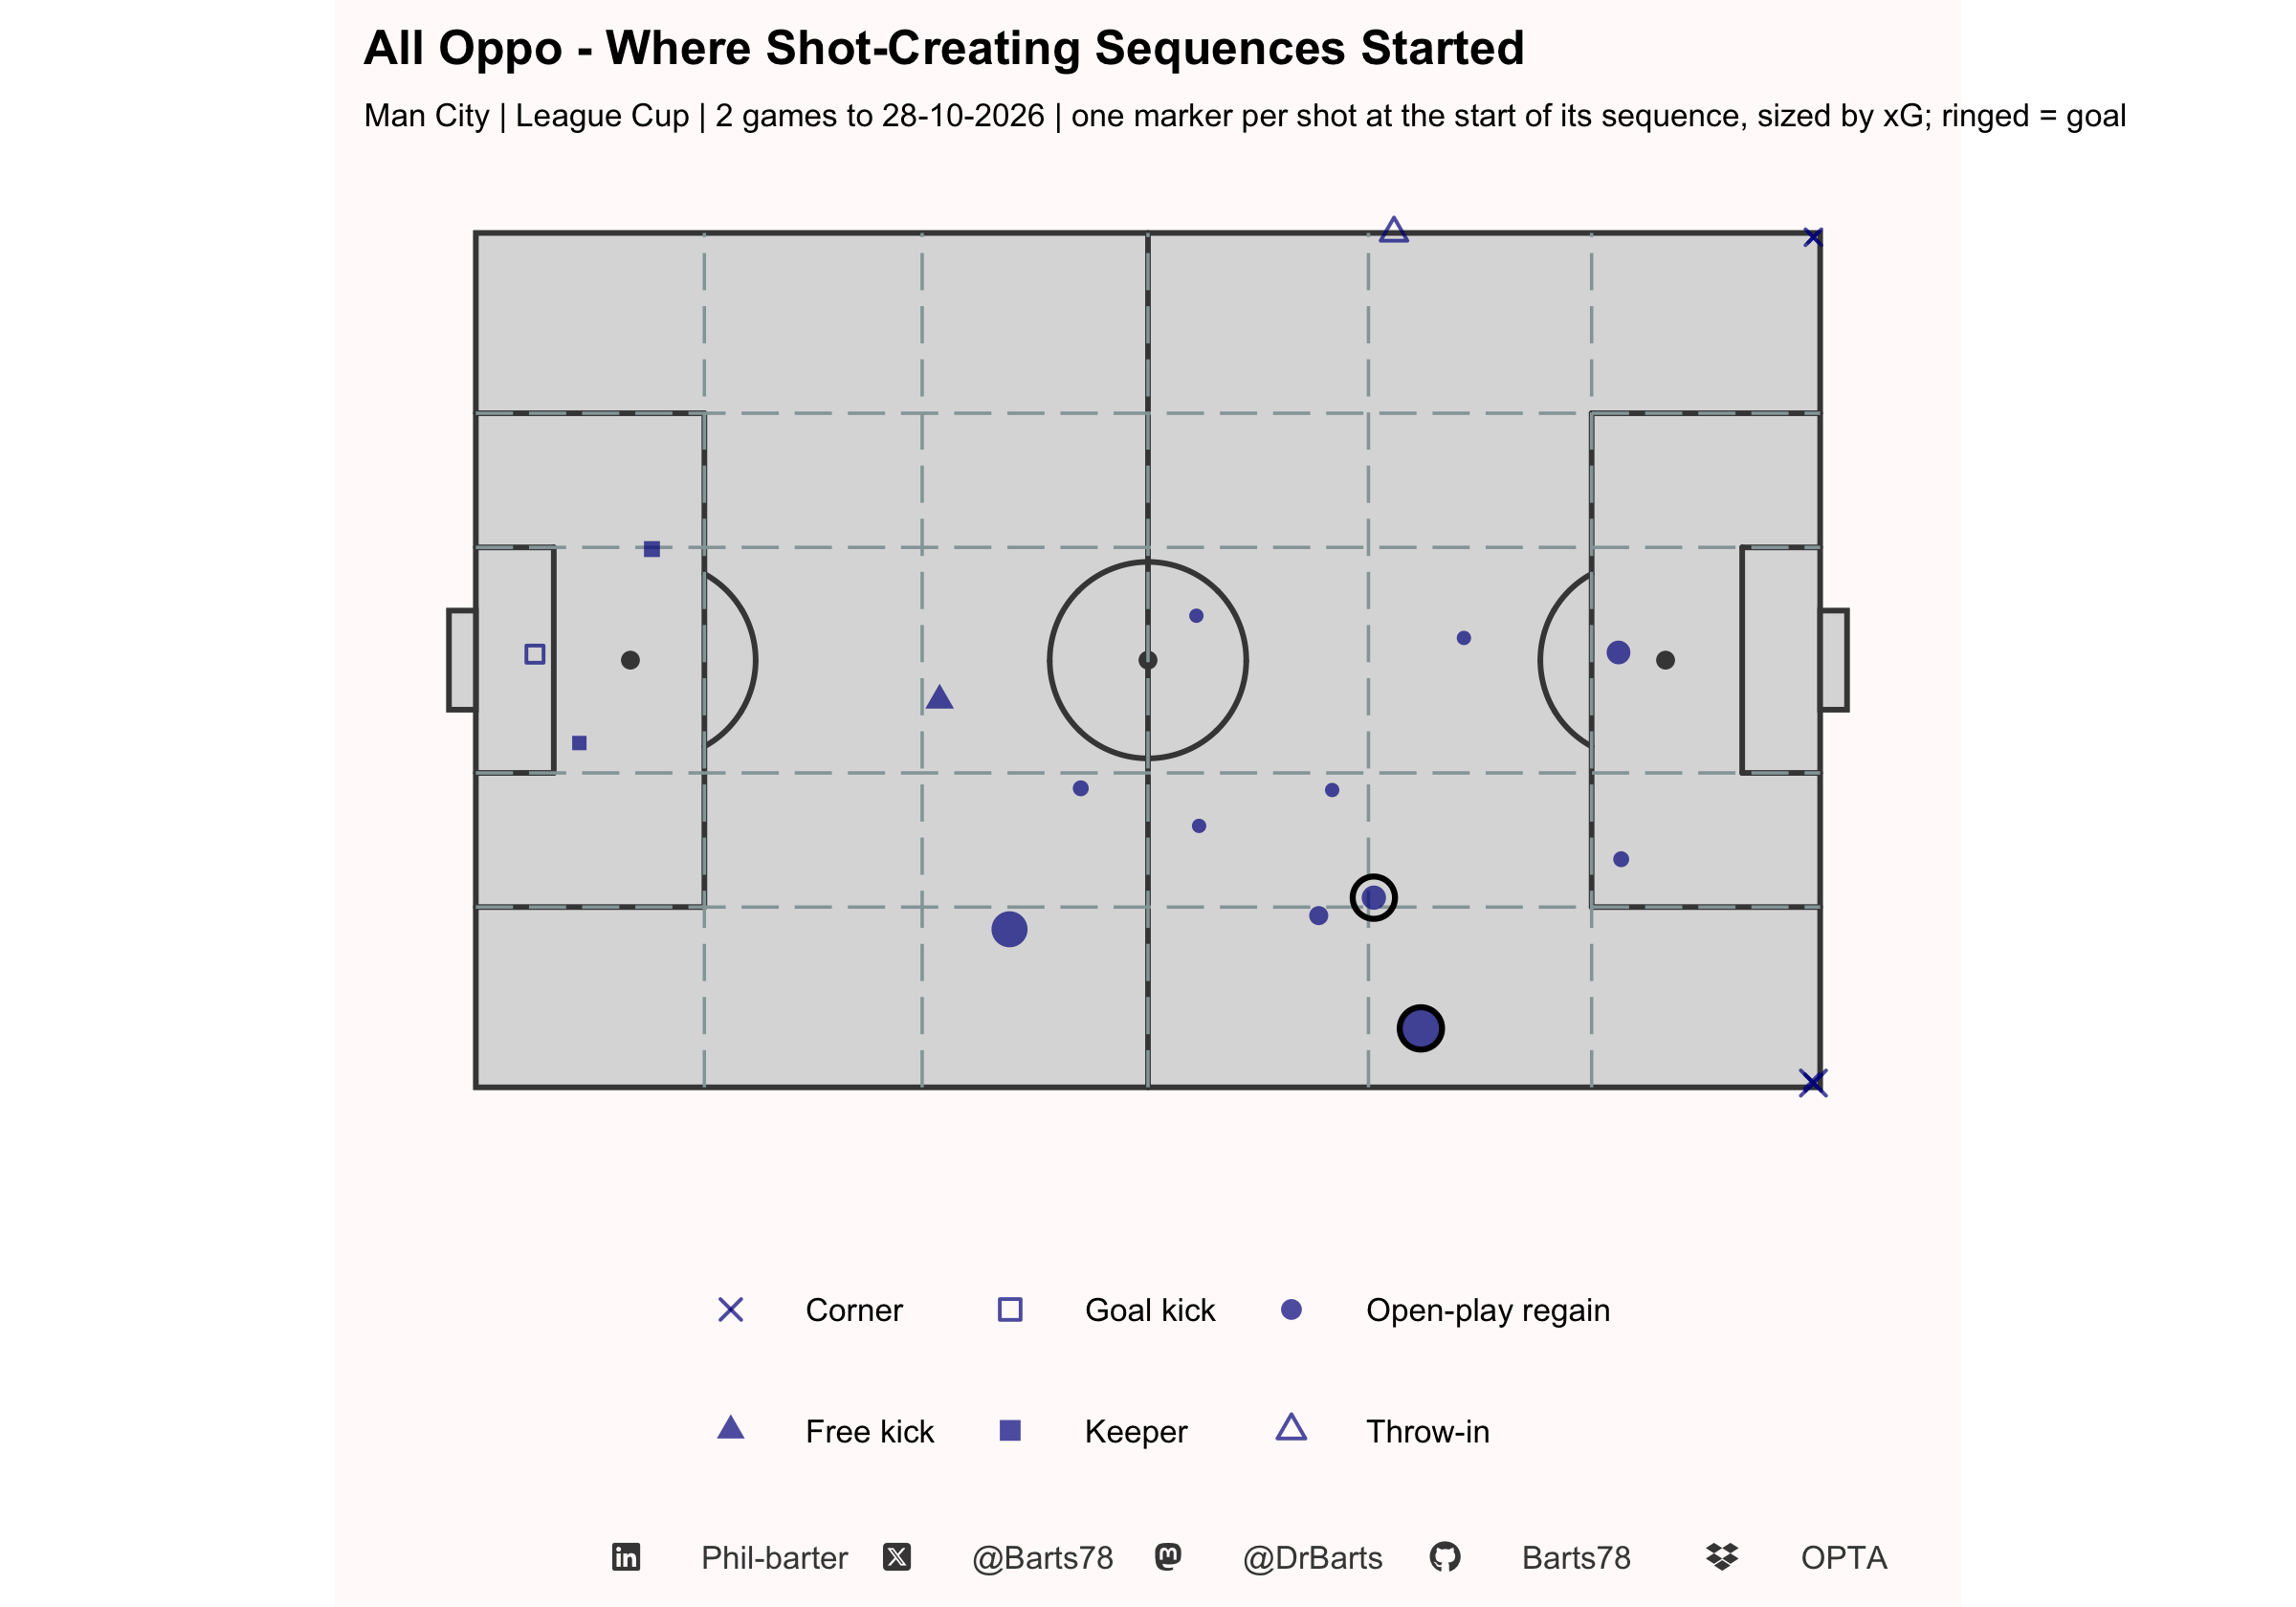 All Oppo - Where Shot-Creating Sequences Started
Man City | League Cup | 2 games to 28-10-2026 | one marker per shot at the start of its sequence, sized by xG; ringed = goal
Corner Goal kick Open-play regain
Free kick Keeper Throw-in
Phil-barter @Barts78 @DrBarts Barts78 OPTA